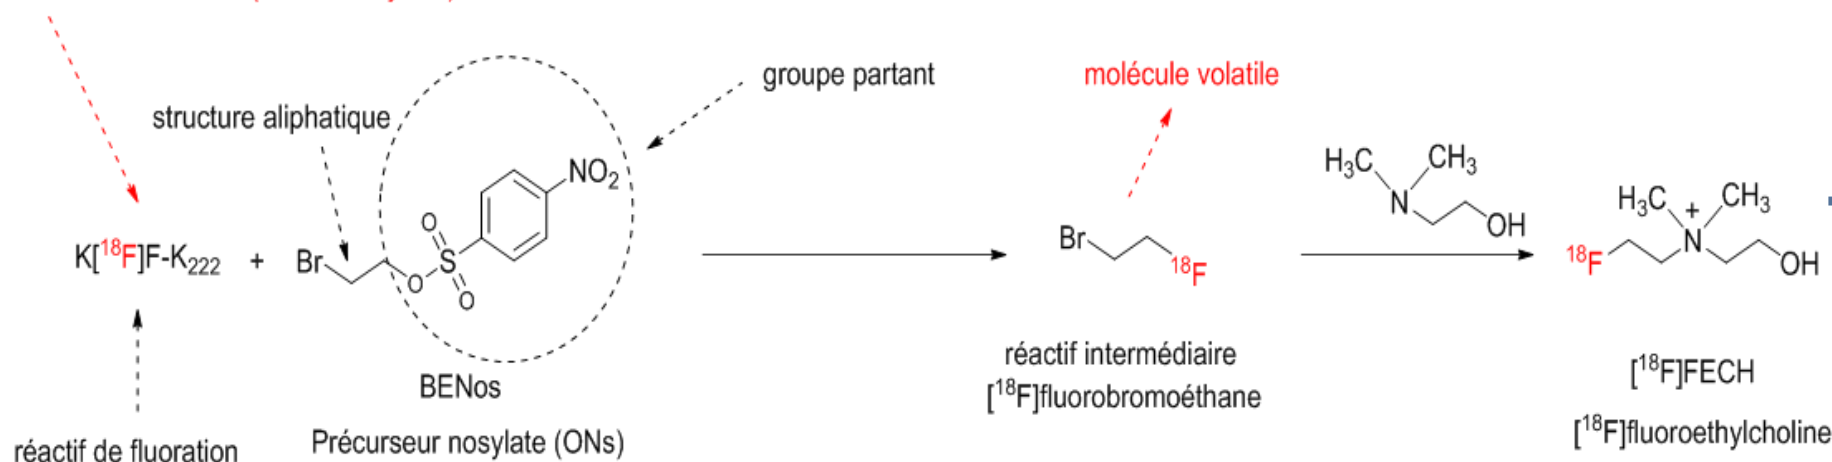 groupe partant
molécule volatile
structure aliphatique
NO2
H3C
CH3
N
OH
O
S
O
O
Br
K[18F]F-K222 +
Br
18F
H3C
CH3
+
N
18F
OH
BENos
Précurseur nosylate (ONs)
réactif de fluoration
réactif intermédiaire
[18F]fluorobromoéthane
[18F]FECH
[18F]fluoroethylcholine